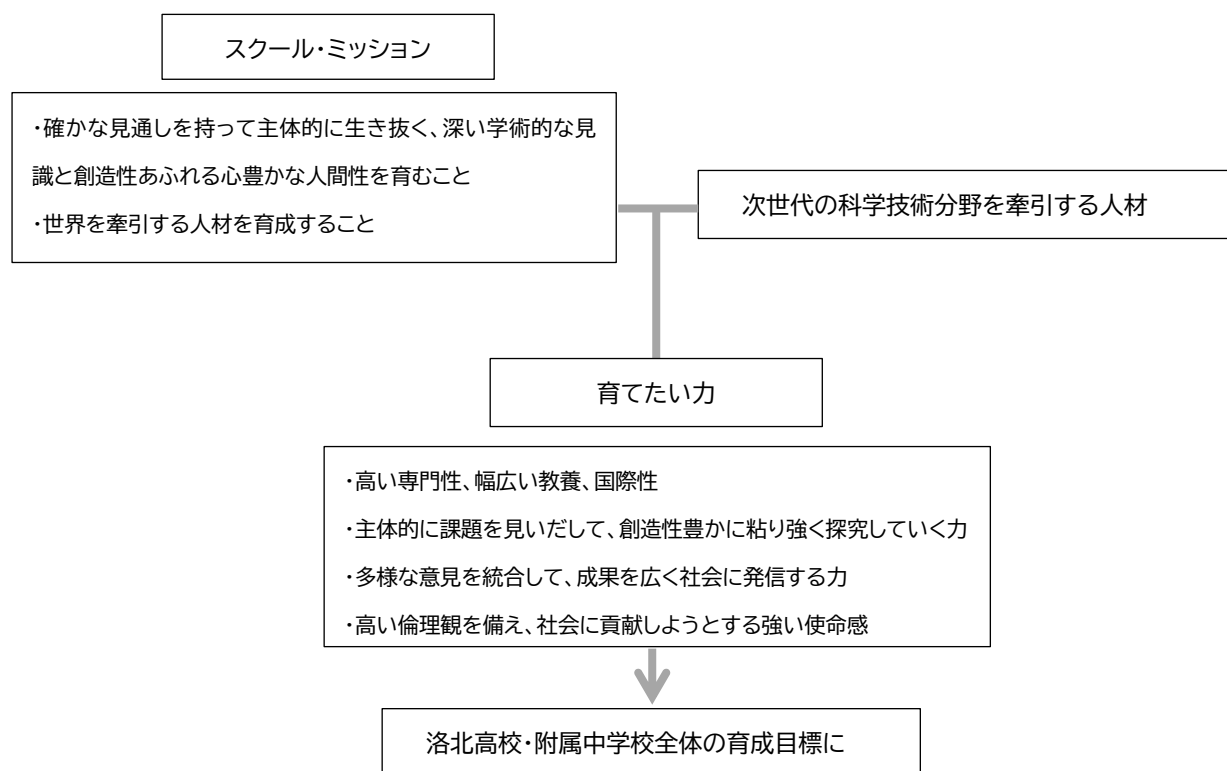 スクール・ミッション
・確かな見通しを持って主体的に生き抜く、深い学術的な見
識と創造性あふれる心豊かな人間性を育むこと
・世界を牽引する人材を育成すること
次世代の科学技術分野を牽引する人材
育てたい力
・高い専門性、幅広い教養、国際性
・主体的に課題を見いだして、創造性豊かに粘り強く探究していく力
・多様な意見を統合して、成果を広く社会に発信する力
・高い倫理観を備え、社会に貢献しようとする強い使命感
洛北高校・附属中学校全体の育成目標に